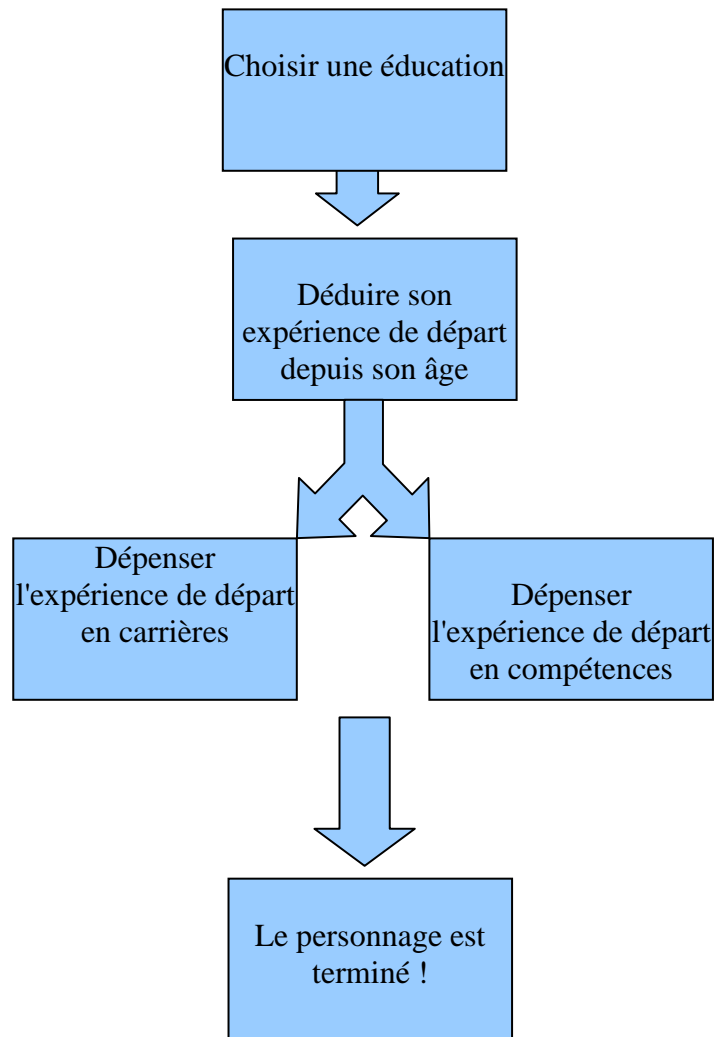 Choisir une éducation
Déduire son
expérience de départ
depuis son âge
Dépenser
l'expérience de départ
en carrières
Dépenser
l'expérience de départ
en compétences
Le personnage est
terminé !